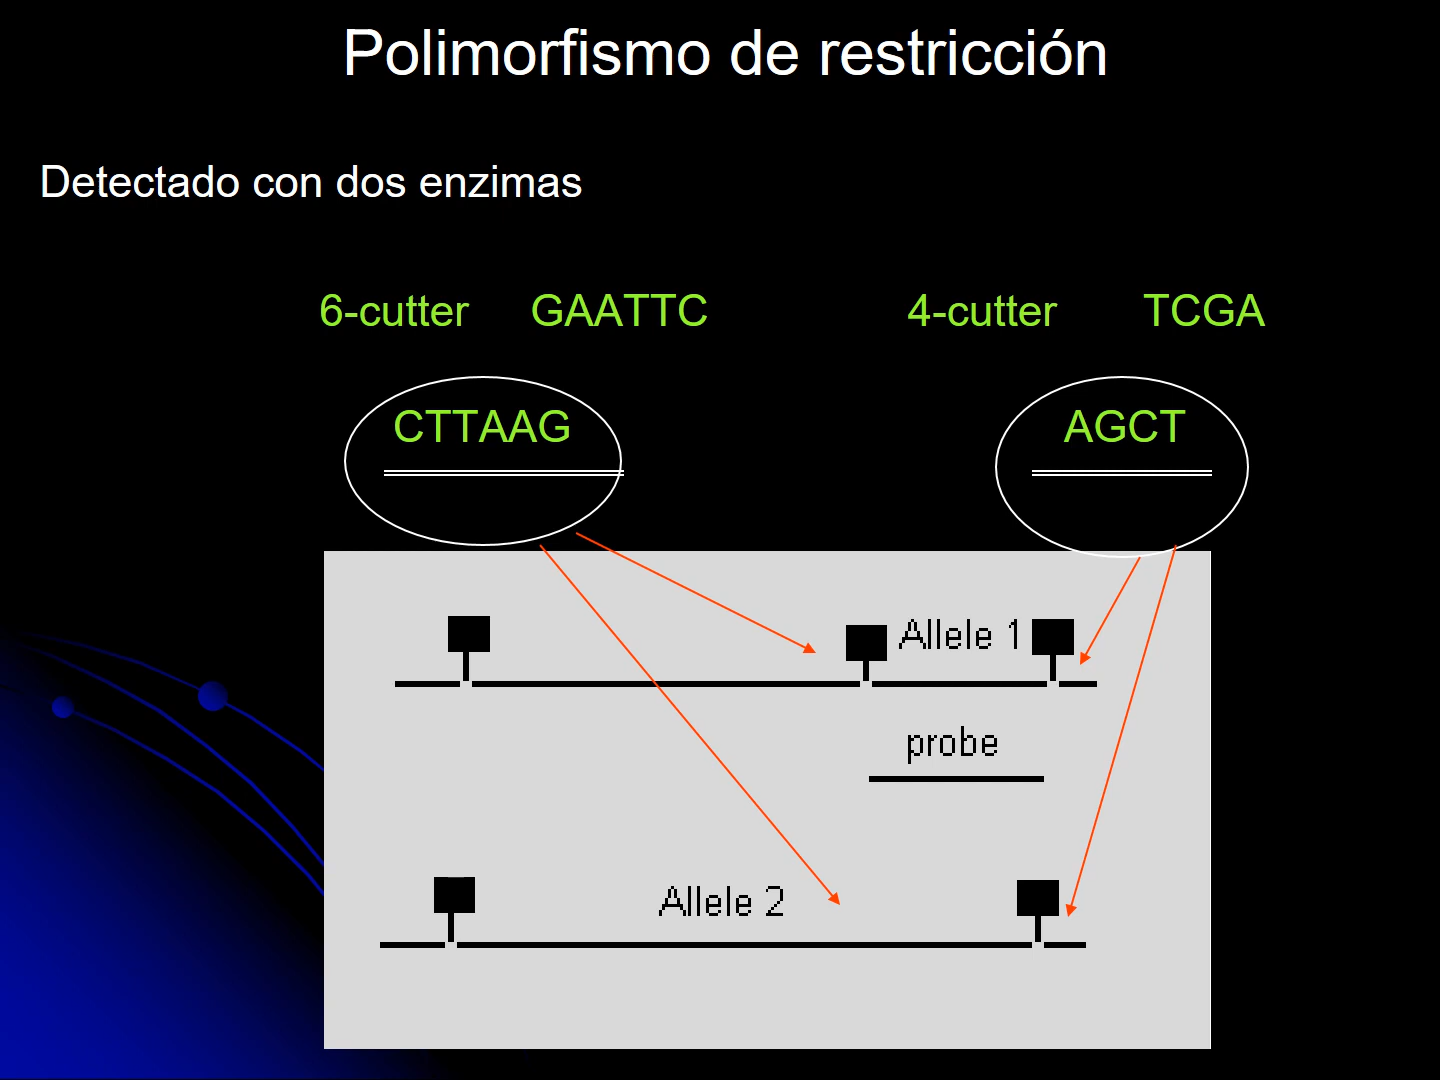 Polimorfismo de restricción
Detectado con dos enzimas
6-cutter GAATTC 4-cutter TCGA
CTTAAG AGCT
Allele 1
probe
Allele 2